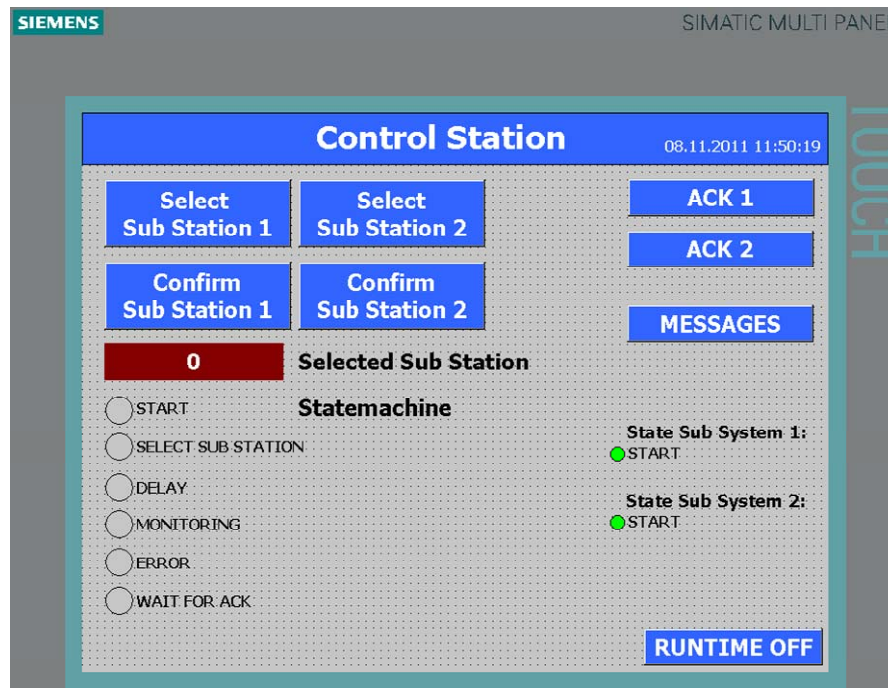 SIEMENS
SIMATIC MULTI PANE
TOUCH
Control Station
08.11.2011 11:50:19
Select
Sub Station 1
Select
Sub Station 2
ACK 1
ACK 2
Confirm
Sub Station 1
Confirm
Sub Station 2
MESSAGES
0
Selected Sub Station
START
Statemachine
SELECT SUB STATION
DELAY
MONITORING
ERROR
WAIT FOR ACK
State Sub System 1:
START
State Sub System 2:
START
RUNTIME OFF